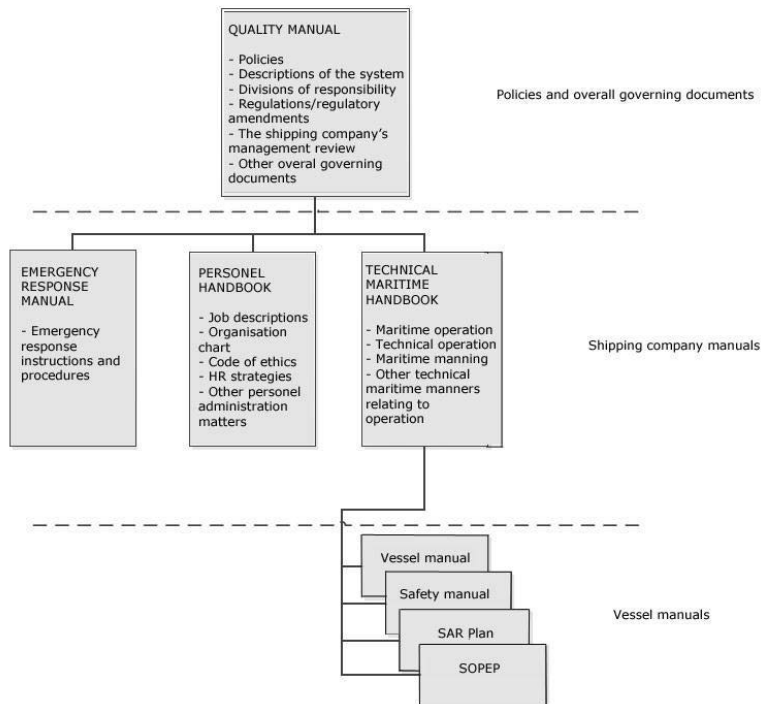 QUALITY MANUAL
- Policies
- Descriptions of the system
- Divisions of responsibility
- Regulations/regulatory
amendments
- The shipping company’s
management review
- Other overal governing
documents
Policies and overall governing documents
EMERGENCY
RESPONSE
MANUAL
- Emergency
response
instructions and
procedures
PERSONEL
HANDBOOK
- Job descriptions
- Organisation
chart
- Code of ethics
- HR strategies
- Other personel
administration
matters
TECHNICAL
MARITIME
HANDBOOK
- Maritime operation
- Technical operation
- Maritime manning
- Other technical
maritime manners
relating to
operation
Shipping company manuals
Vessel manual
Safety manual
SAR Plan
SOPEP
Vessel manuals